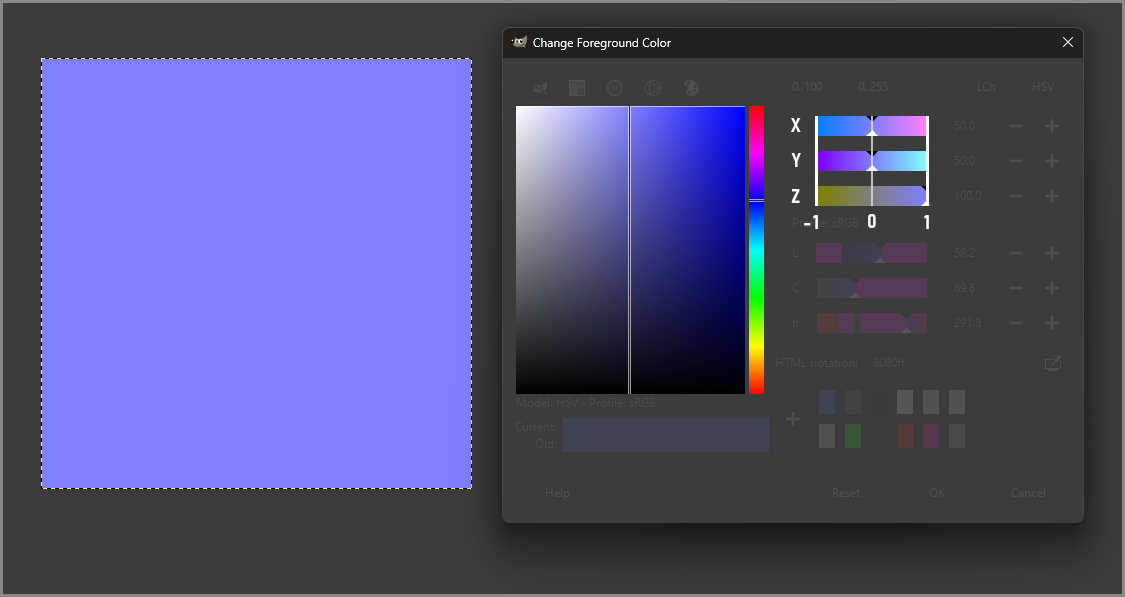 Change Foreground Color
0..100 0..255 LCh HSV
X 50.0
Y 50.0
Z 100.0
-1 0 1
Profile: sRGB
L 58.2
C 69.8
h 291.8
HTML notation: 8080ff
Model: HSV - Profile: sRGB
Current:
Old:
Help Reset OK Cancel